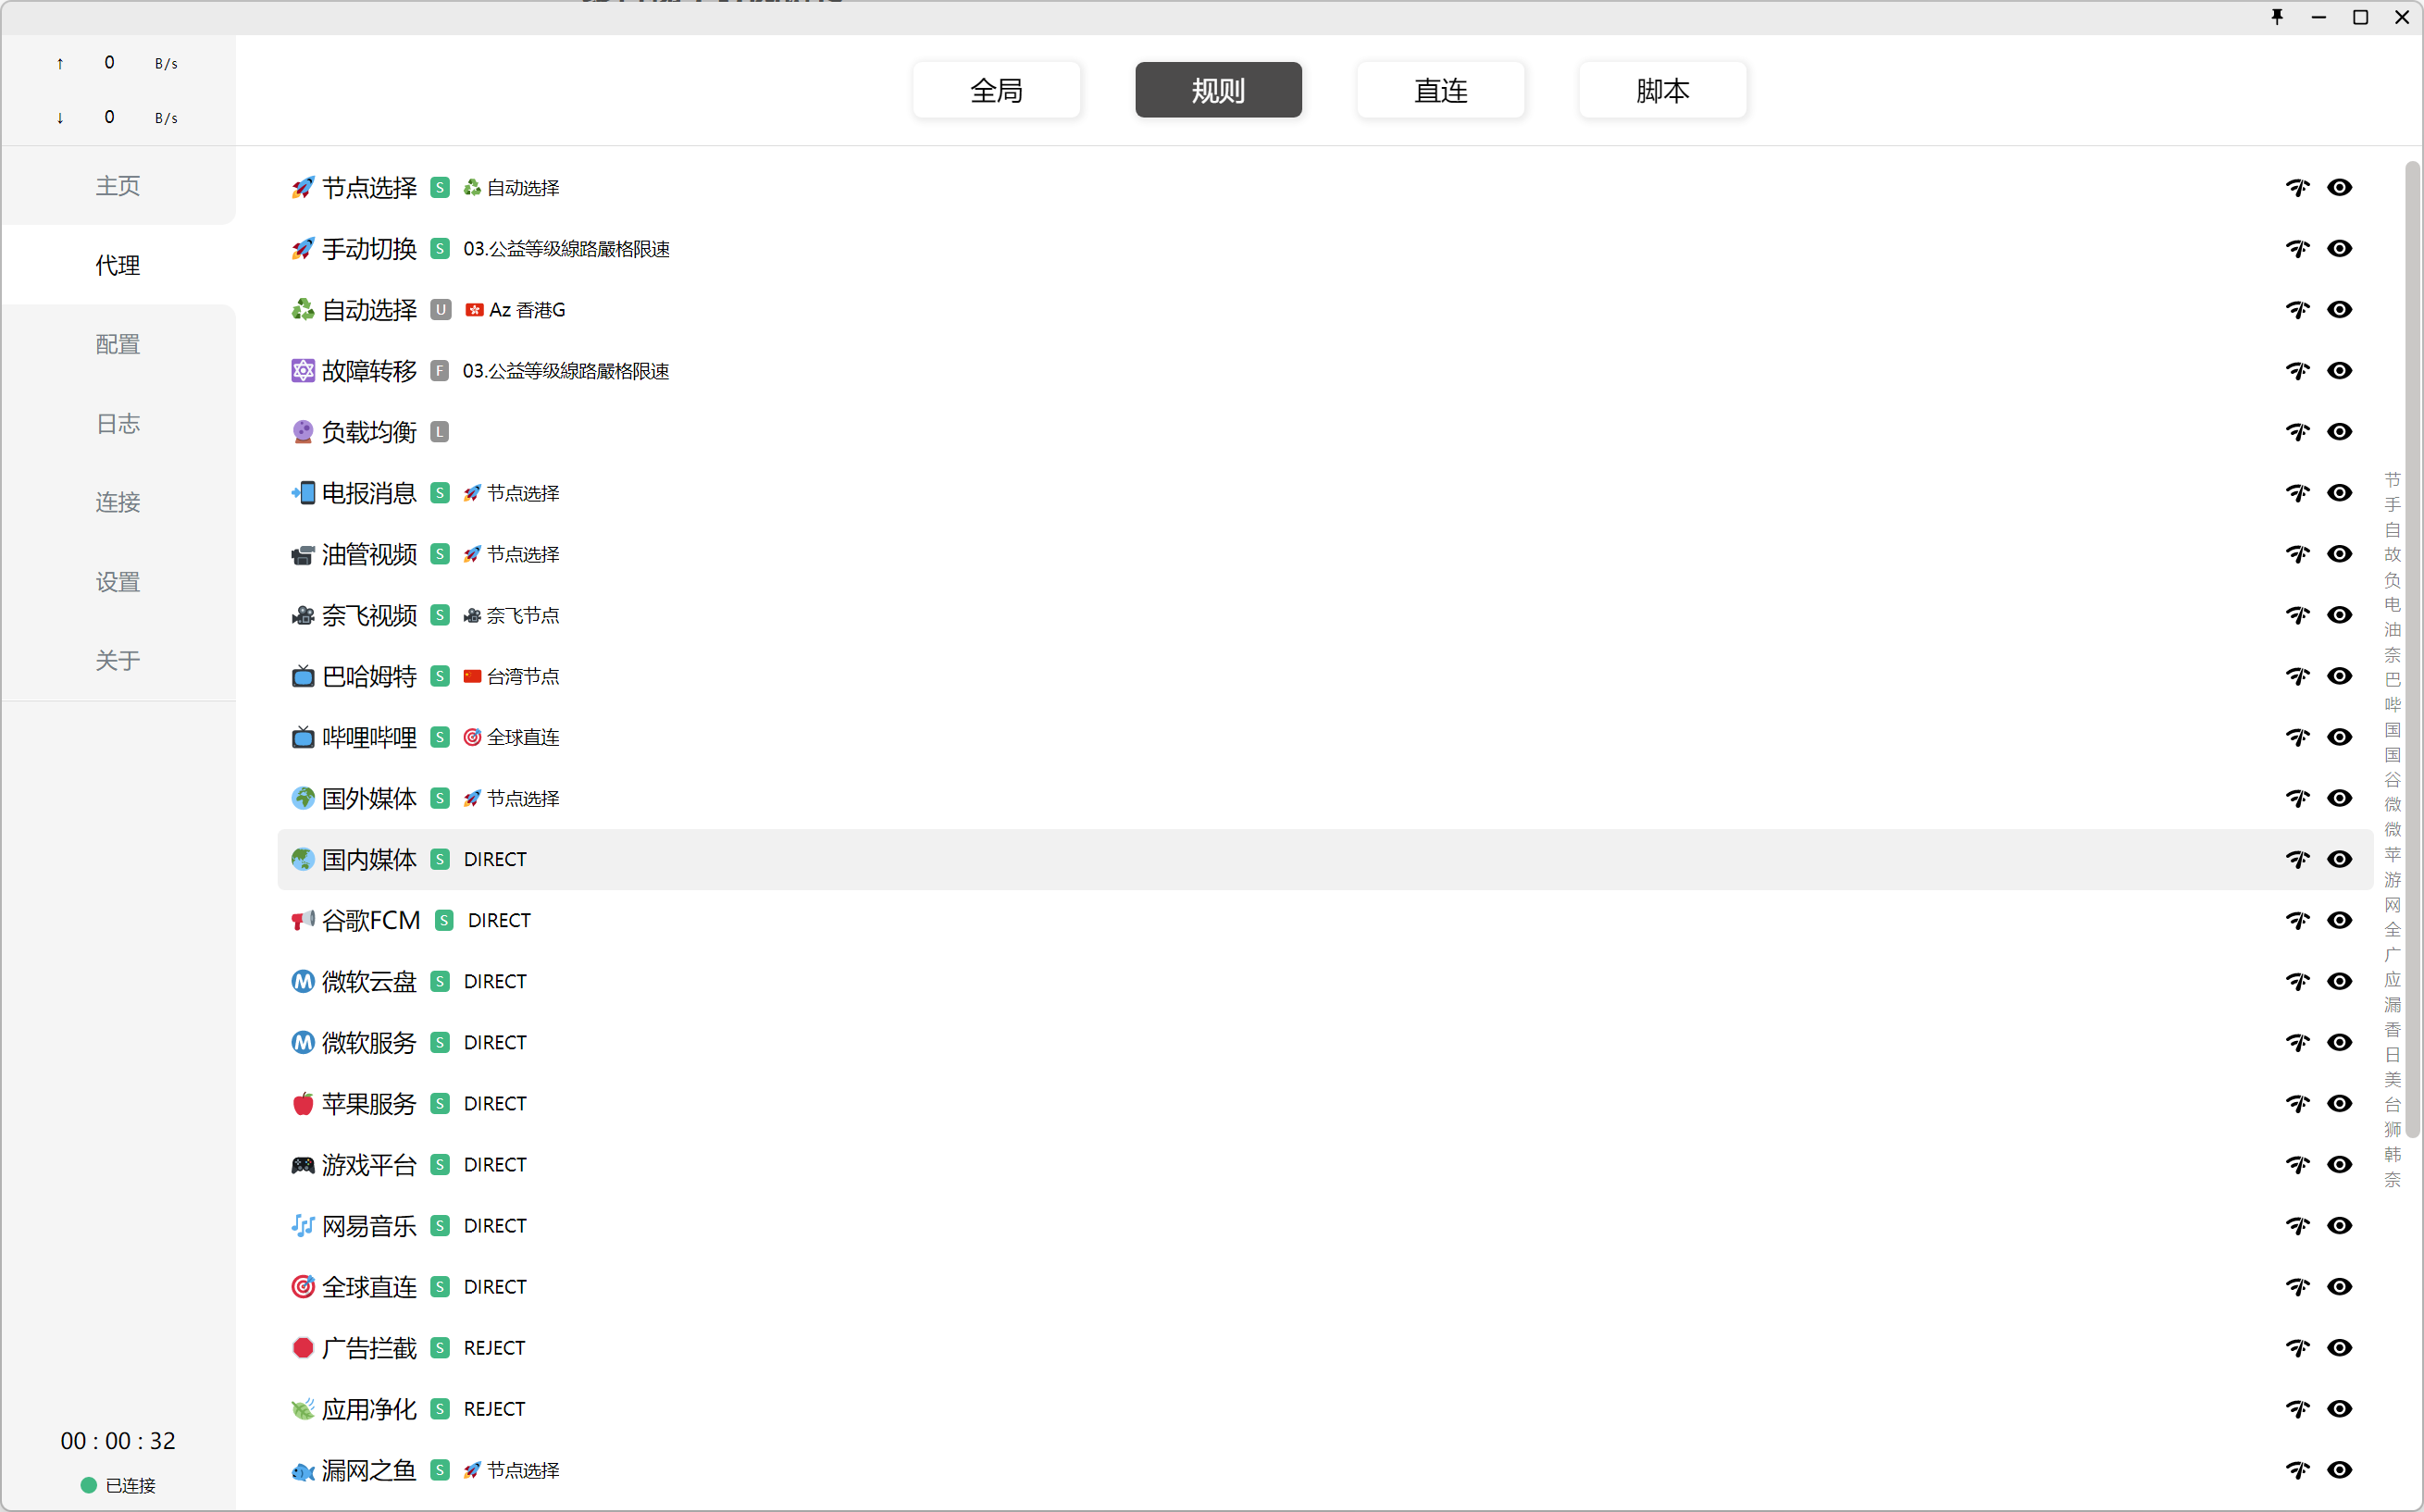 ↑ 0 B/s
↓ 0 B/s
全局 规则 直连 脚本
主页
代理
配置
日志
连接
设置
关于
节点选择 S 自动选择
手动切换 S 03.公益等级線路嚴格限速
自动选择 U Az 香港G
故障转移 F 03.公益等级線路嚴格限速
负载均衡 L
电报消息 S 节点选择
油管视频 S 节点选择
奈飞视频 S 奈飞节点
巴哈姆特 S 台湾节点
哔哩哔哩 S 全球直连
国外媒体 S 节点选择
国内媒体 S DIRECT
谷歌FCM S DIRECT
微软云盘 S DIRECT
微软服务 S DIRECT
苹果服务 S DIRECT
游戏平台 S DIRECT
网易音乐 S DIRECT
全球直连 S DIRECT
广告拦截 S REJECT
应用净化 S REJECT
漏网之鱼 S 节点选择
节
手
自
故
负
电
油
奈
巴
哔
国
国
谷
微
微
苹
游
网
全
广
应
漏
香
日
美
台
狮
韩
奈
00 : 00 : 32
已连接